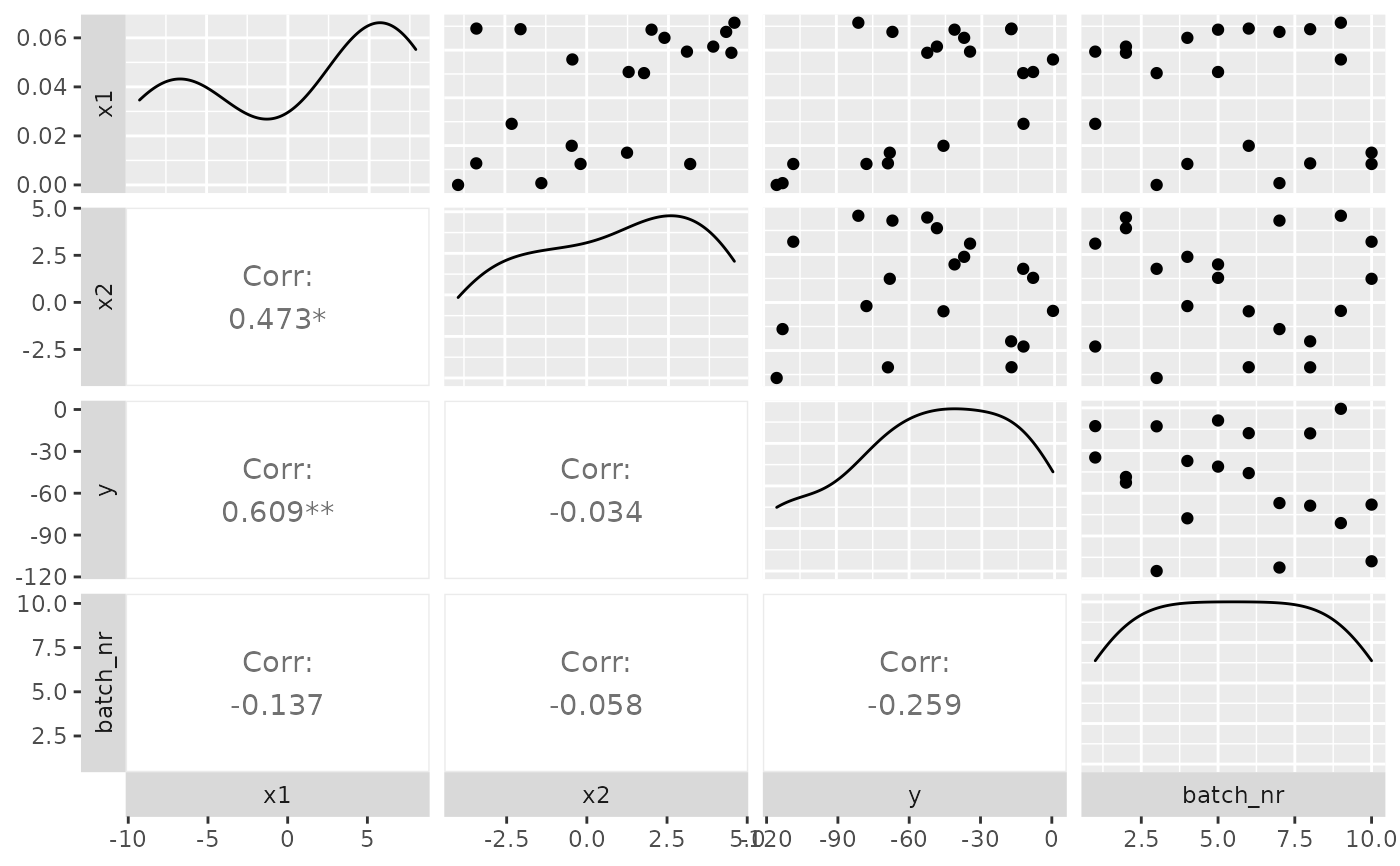 0.06
0.04
0.02
0.00
x1
5.0
2.5
0.0
-2.5
x2
Corr:
0.473*
0
-30
-60
-90
-120
y
Corr:
0.609**
Corr:
-0.034
10.0
7.5
5.0
2.5
batch_nr
Corr:
-0.137
Corr:
-0.058
Corr:
-0.259
x1
x2
y
batch_nr
-10 -5 0 5
-2.5 0.0 2.5 5.0
-120 -90 -60 -30 0
2.5 5.0 7.5 10.0